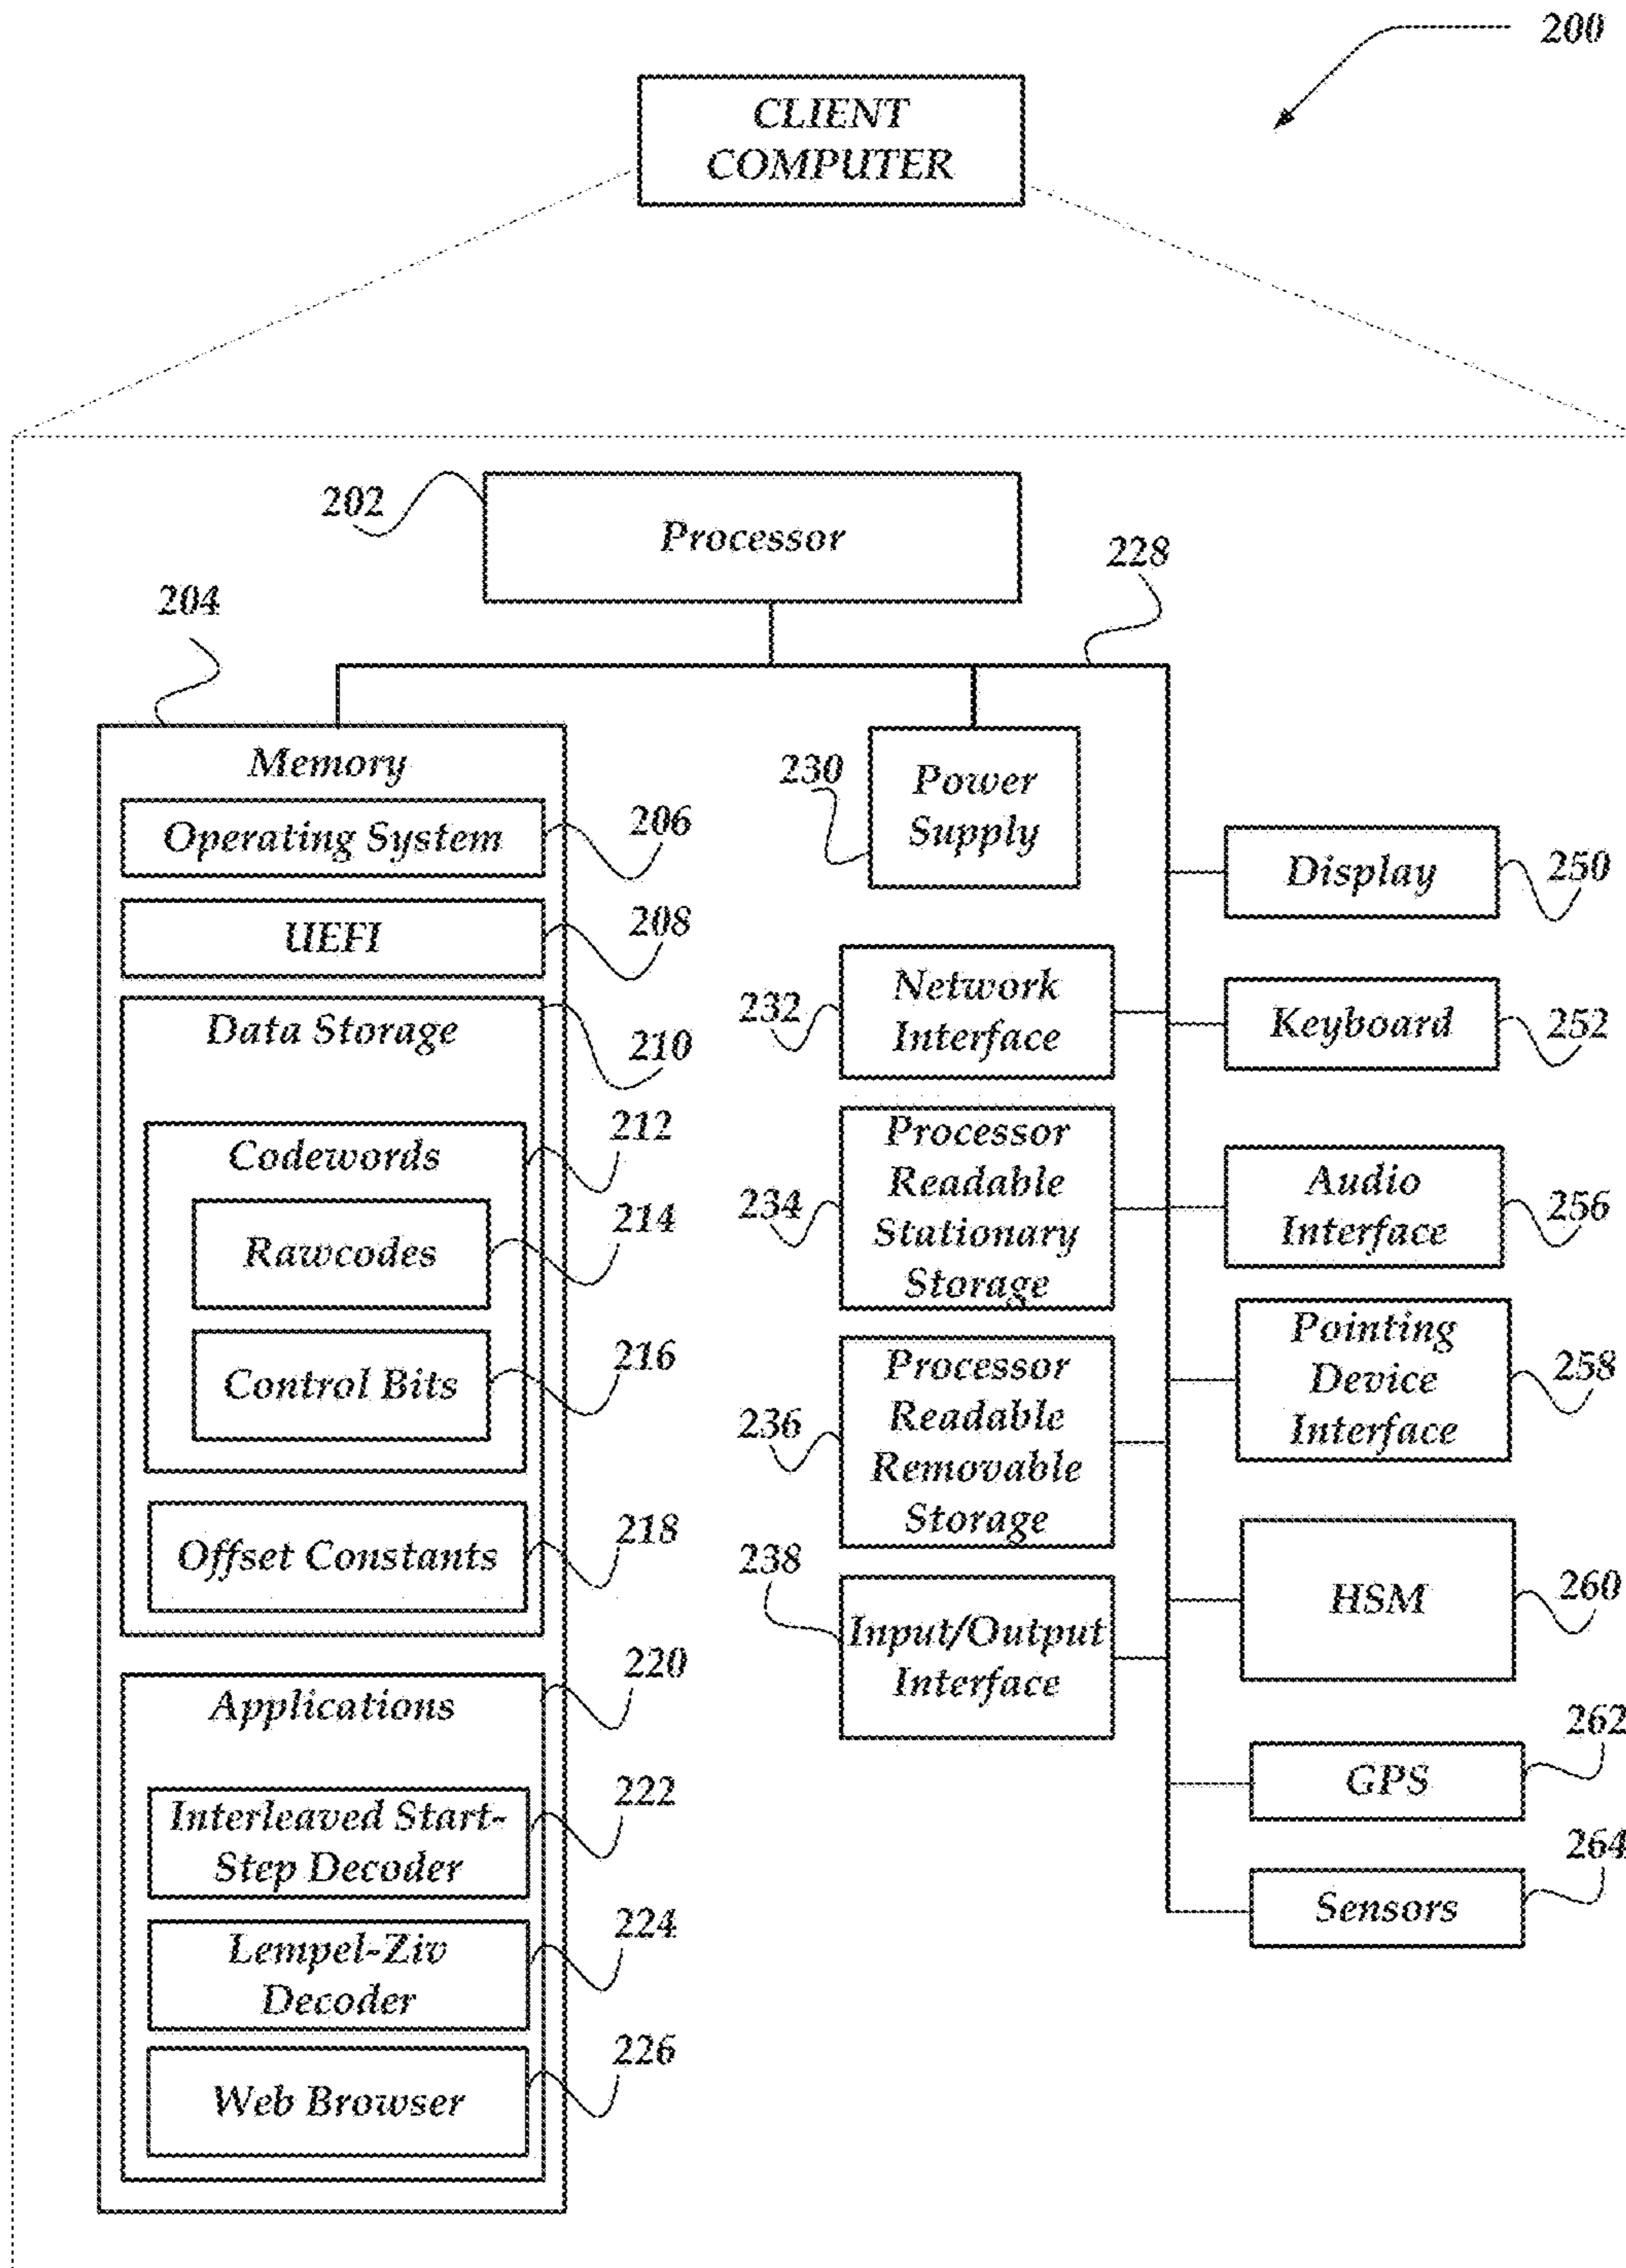 200
CLIENT
COMPUTER
202
Processor
228
204
Memory
Operating System
206
UEFI
208
Data Storage
210
Codewords
212
Rawcodes
214
Control Bits
216
Offset Constants
218
Applications
220
Interleaved Start-
Step Decoder
222
Lempel-Ziv
Decoder
224
Web Browser
226
230
Power
Supply
232
Network
Interface
234
Processor
Readable
Stationary
Storage
236
Processor
Readable
Removable
Storage
238
Input/Output
Interface
Display
250
Keyboard
252
Audio
Interface
256
Pointing
Device
Interface
258
HSM
260
GPS
262
Sensors
264